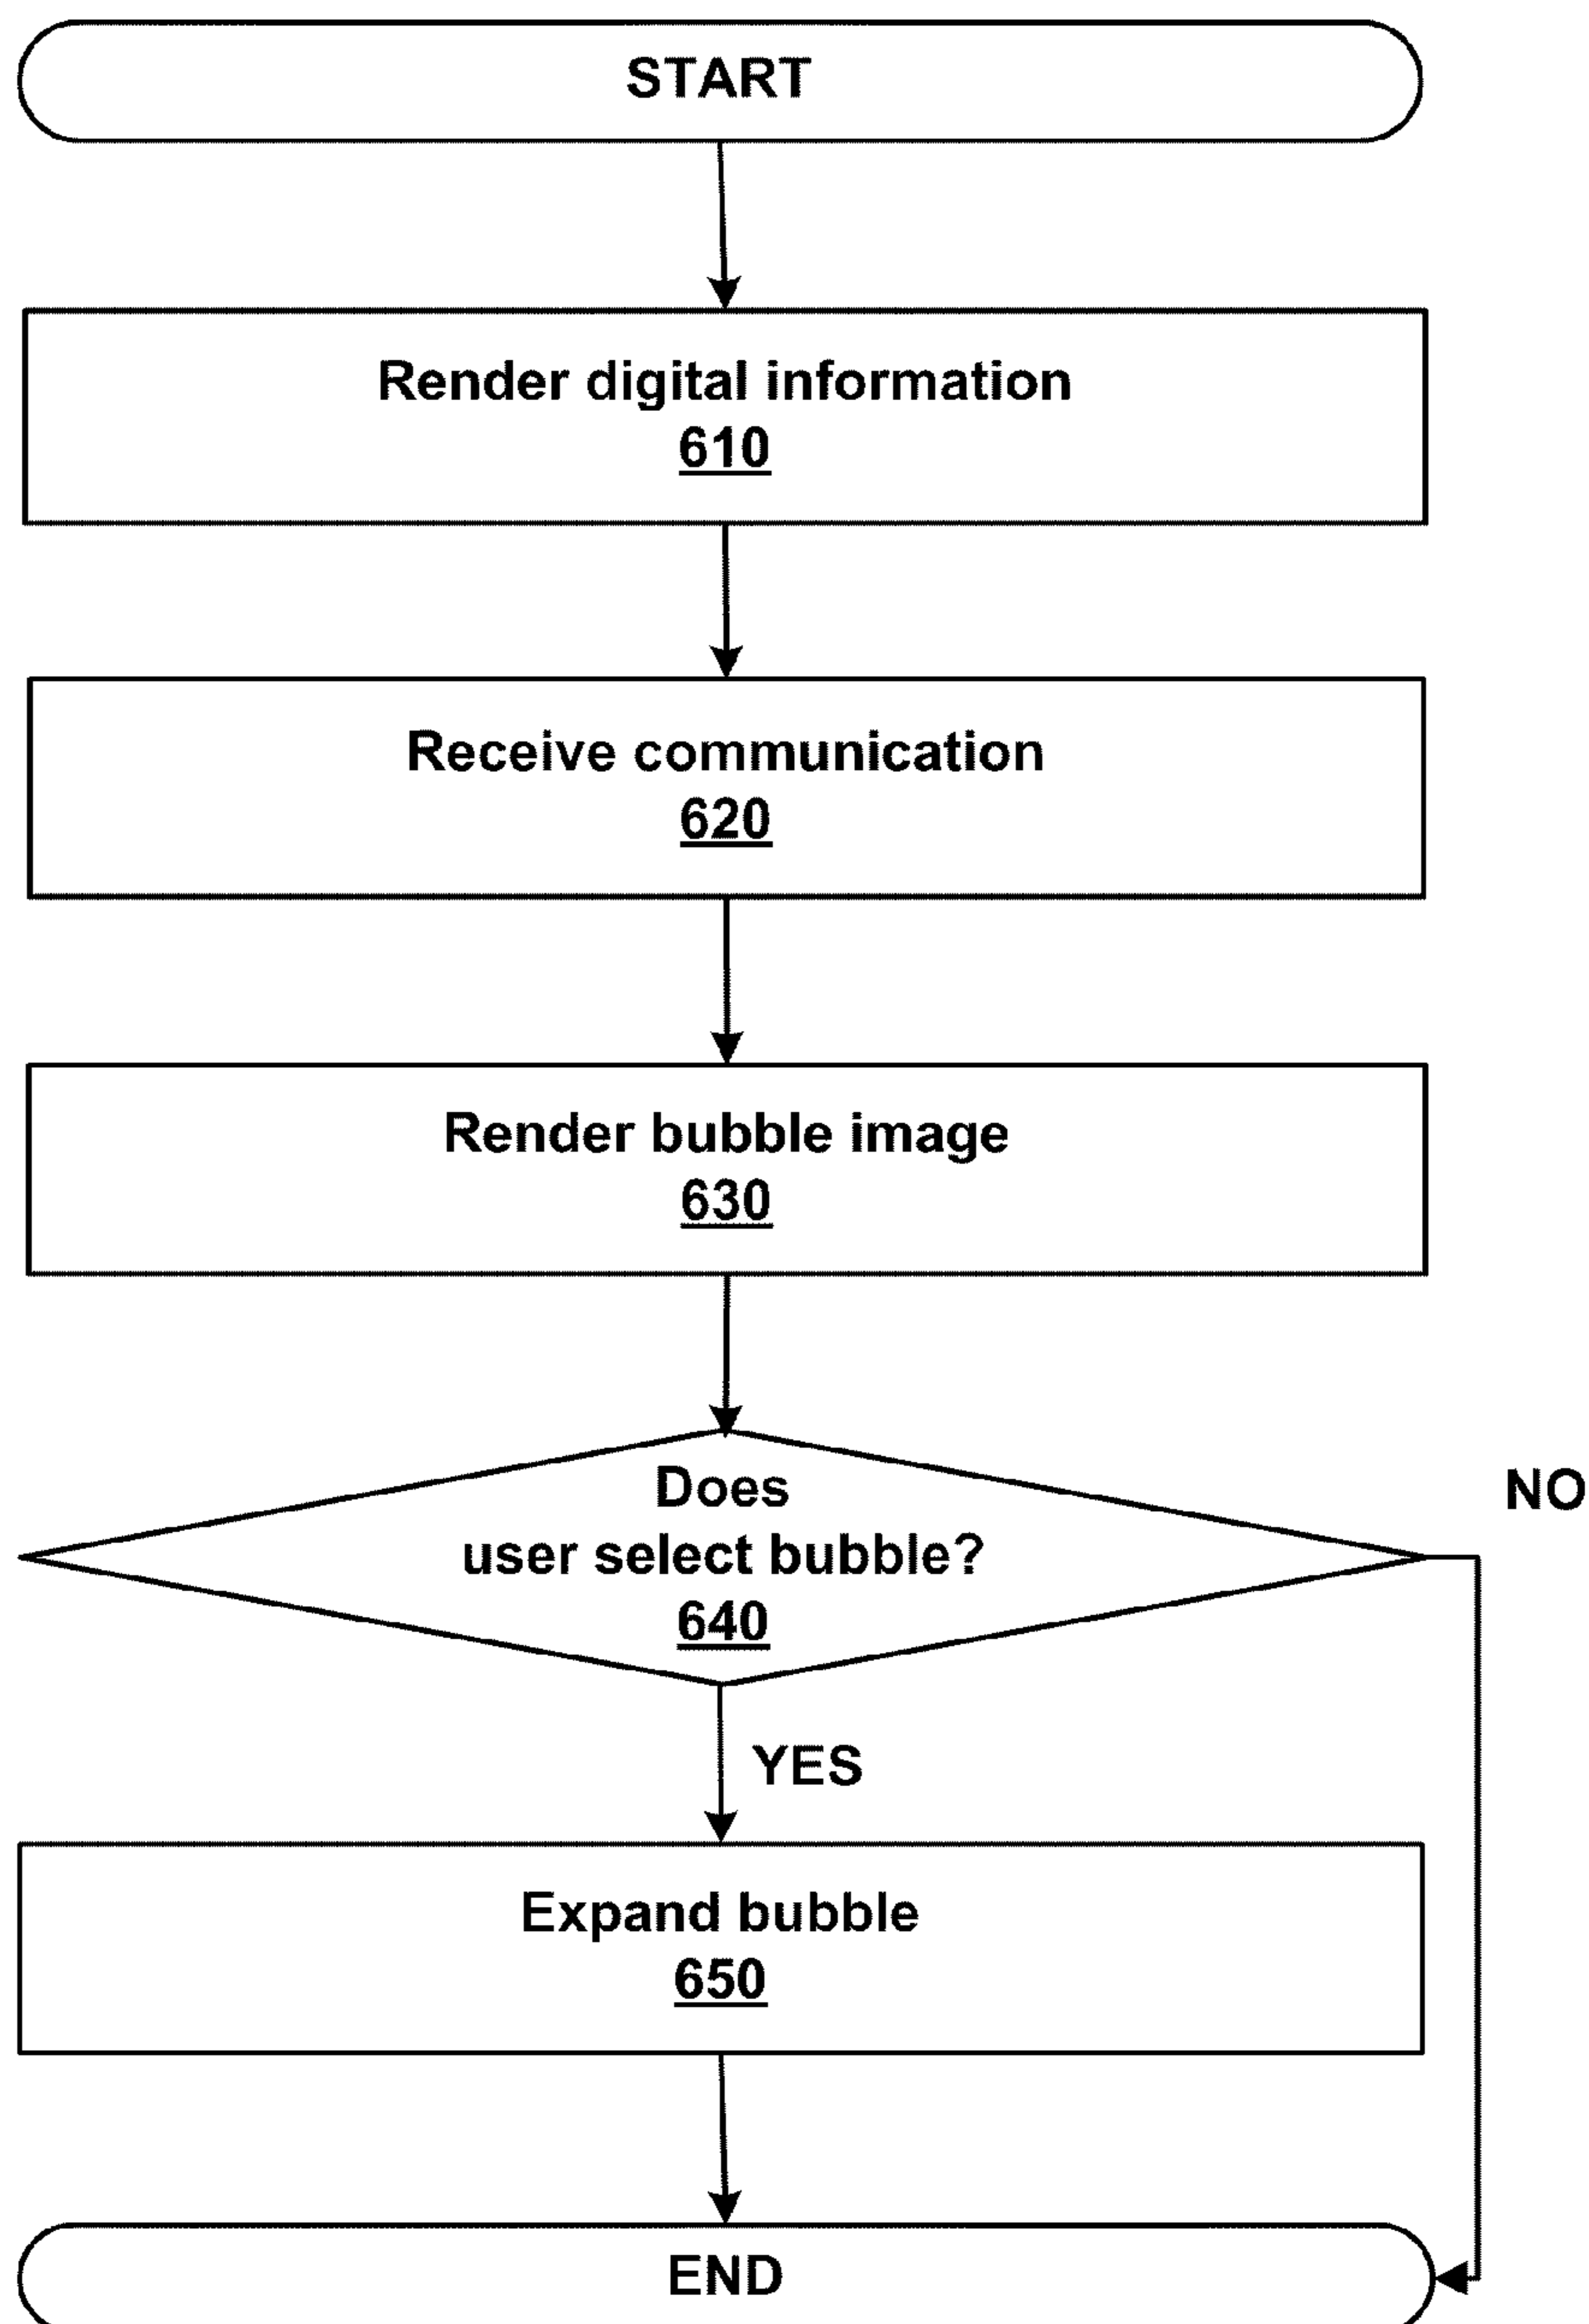 START
Render digital information
610
Receive communication
620
Render bubble image
630
Does
user select bubble?
640
NO
YES
Expand bubble
650
END